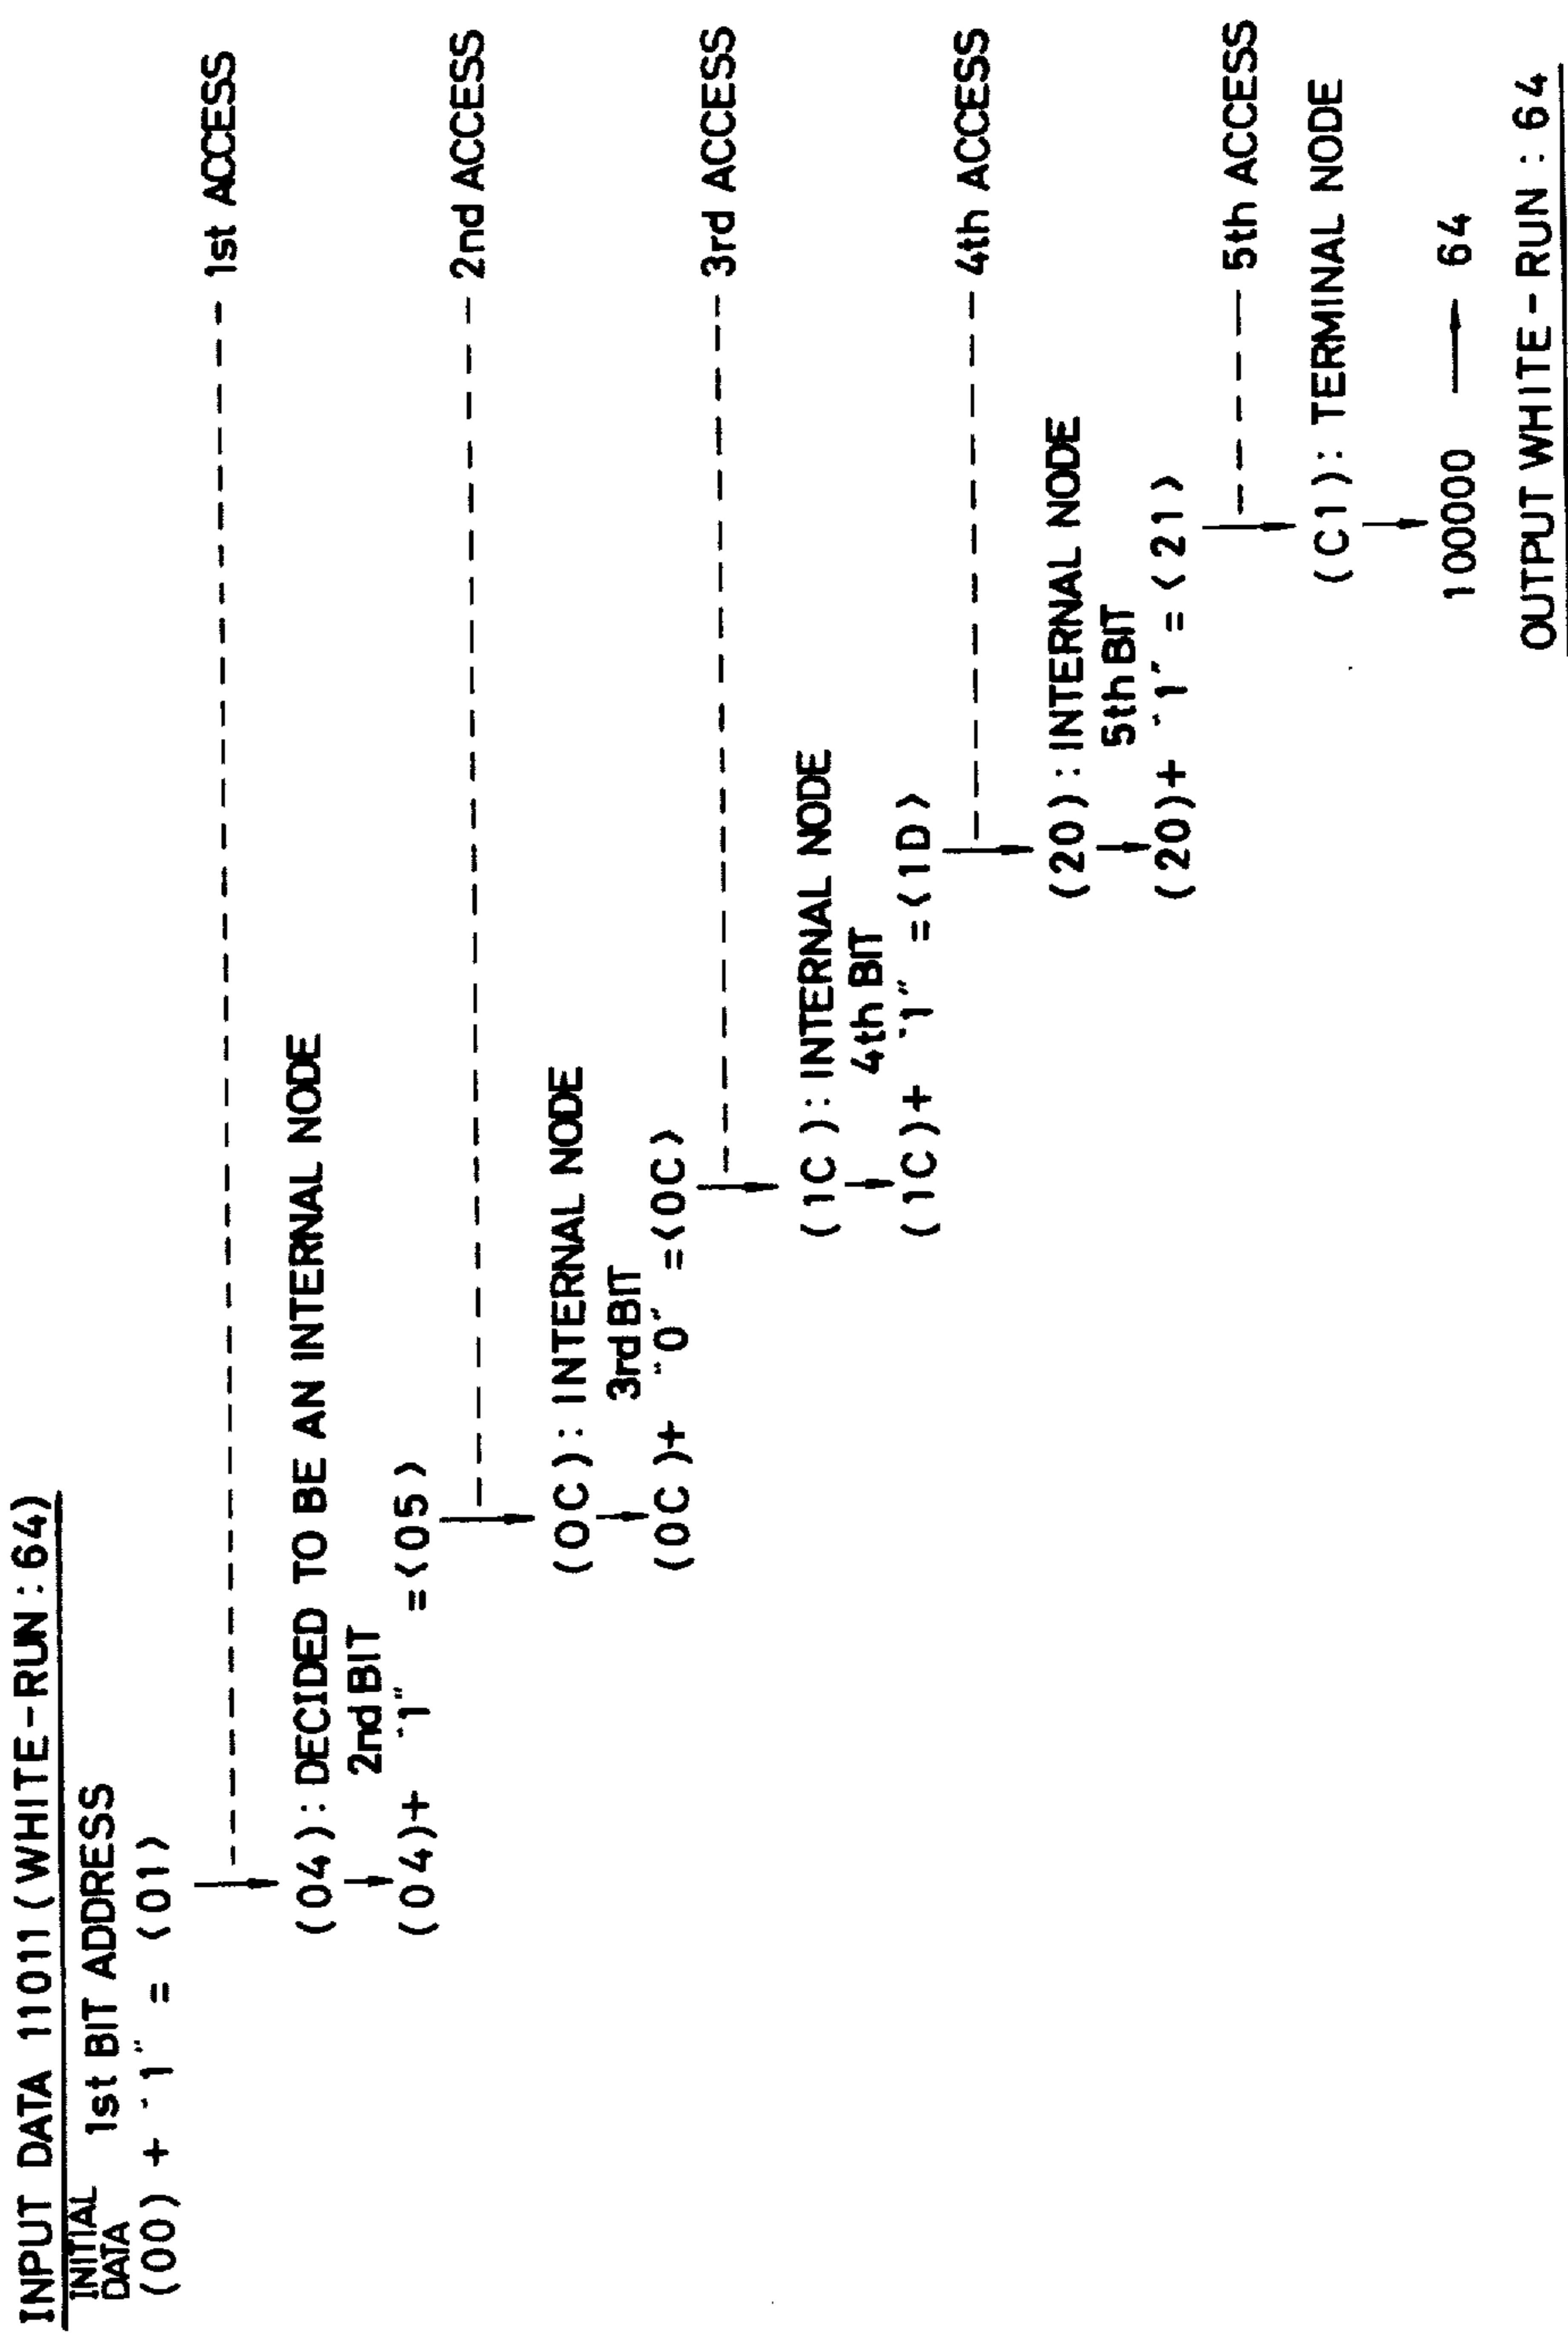 INPUT DATA 11011 (WHITE-RUN : 64)
INITIAL DATA 1st BIT ADDRESS
(00) + "1" = <01>
1st ACCESS
(04) : DECIDED TO BE AN INTERNAL NODE
2nd BIT
(04)+ "1" =<05>
2nd ACCESS
(0C) : INTERNAL NODE
3rd BIT
(0C)+ "0" =<0C>
3rd ACCESS
(1C) : INTERNAL NODE
4th BIT
(1C)+ "1" =<1D>
4th ACCESS
(20) : INTERNAL NODE
5th BIT
(20)+ "1" =<21>
5th ACCESS
(C1) : TERMINAL NODE
100000 → 64
OUTPUT WHITE-RUN : 64